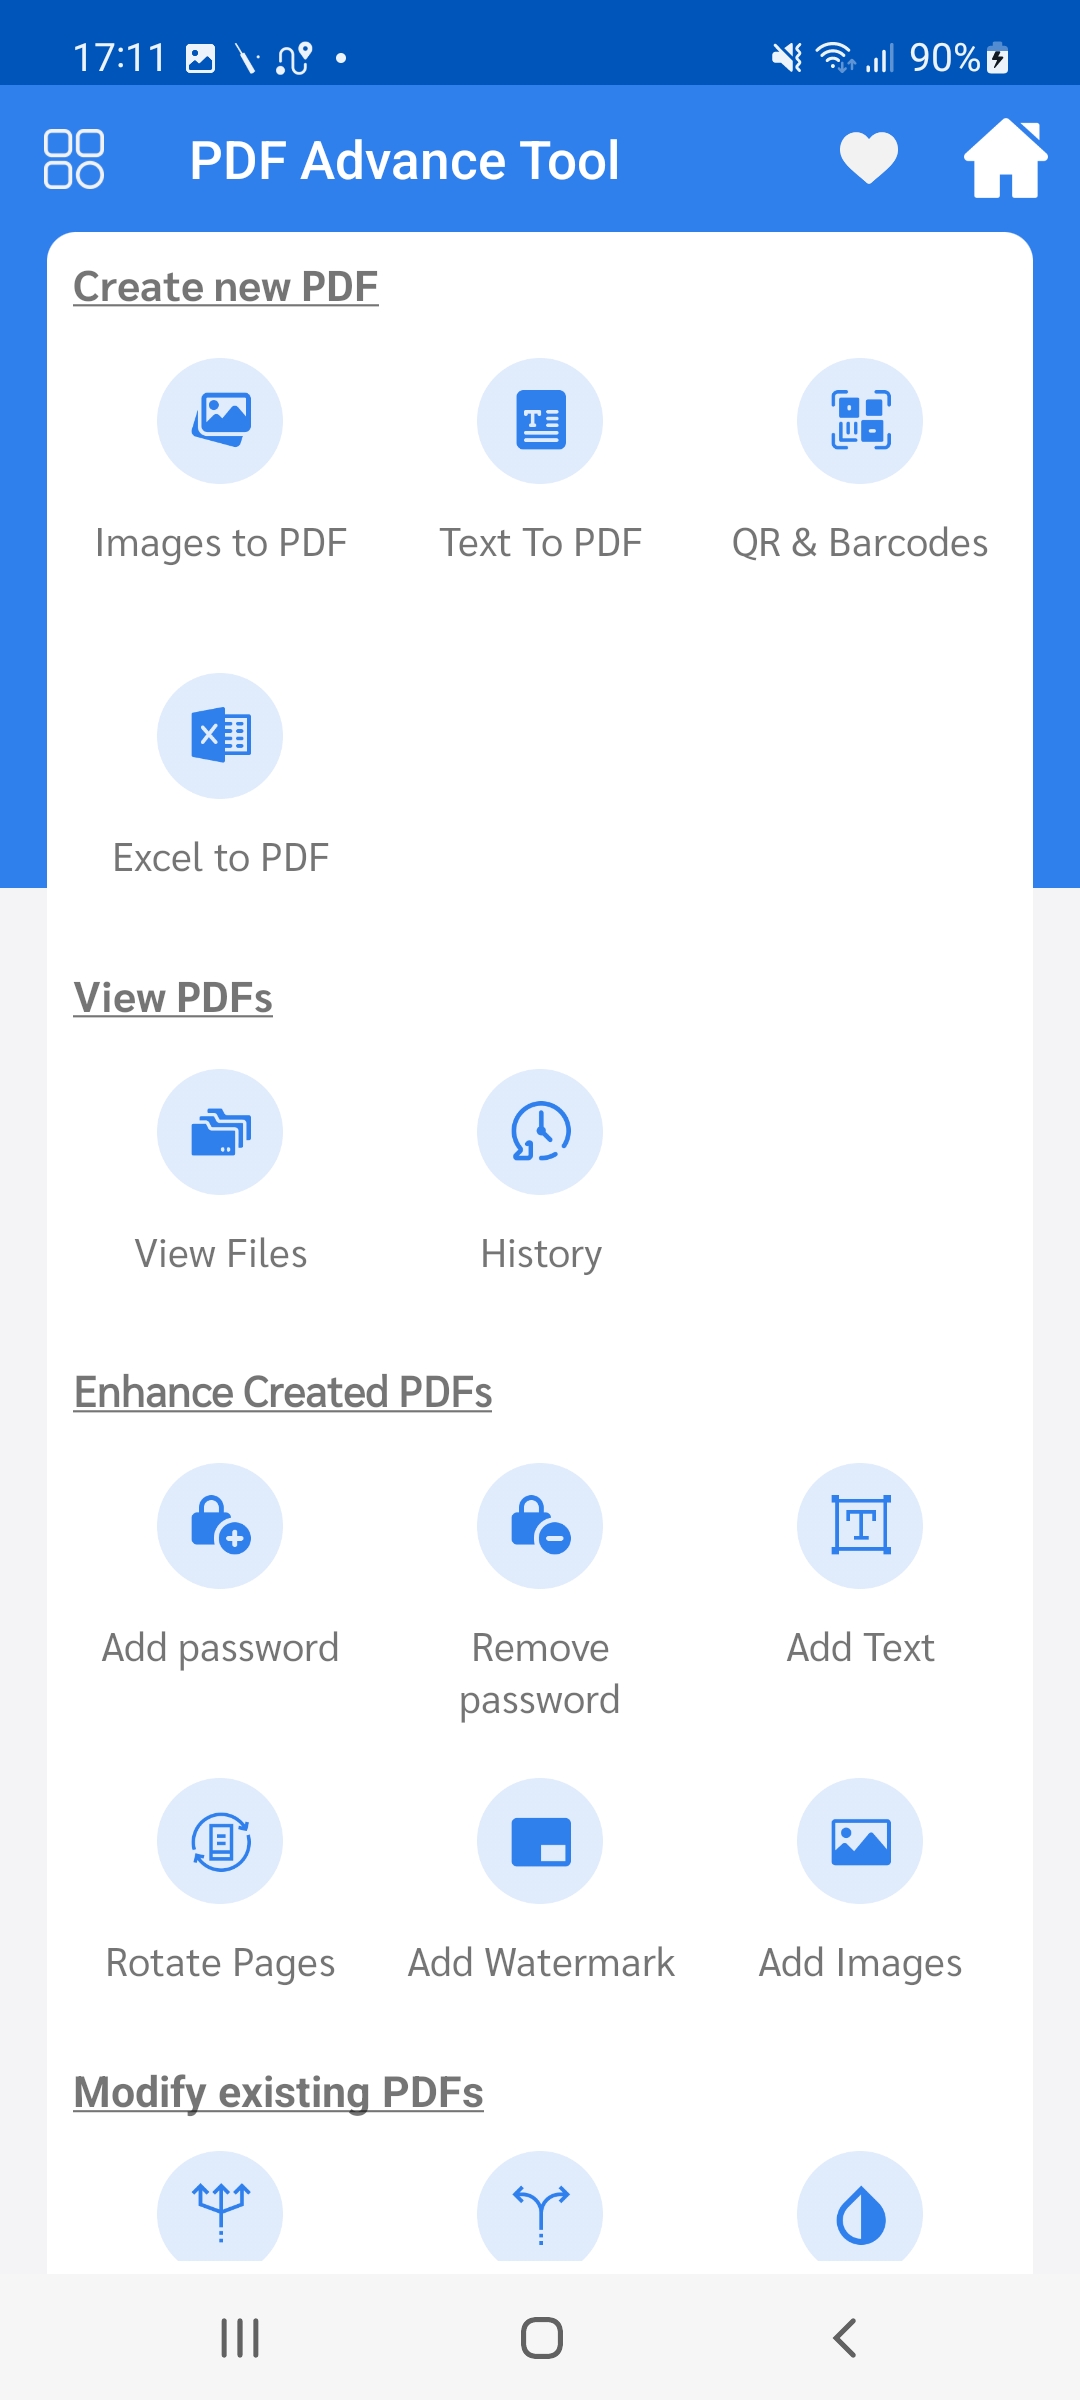 17:11
90%
PDF Advance Tool
Create new PDF
Images to PDF
Text To PDF
QR & Barcodes
Excel to PDF
View PDFs
View Files
History
Enhance Created PDFs
Add password
Remove
password
Add Text
Rotate Pages
Add Watermark
Add Images
Modify existing PDFs